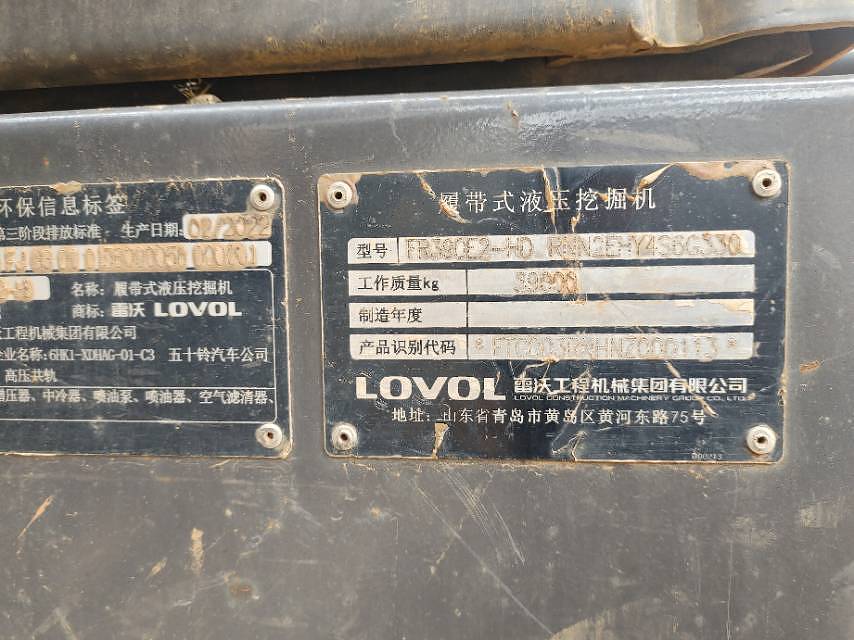 环保信息标签
第三阶段排放标准 生产日期: 02/2022
名称: 履带式液压挖掘机
商标: 雷沃 LOVOL
沃工程机械集团有限公司
企业名称: 6HK1-XDHAG-01-C3 五十铃汽车公司
高压共轨
增压器、中冷器、喷油泵、喷油器、空气滤清器、
履带式液压挖掘机
型号 FR390E2-HD
工作质量kg
制造年度
产品识别代码
LOVOL 雷沃工程机械集团有限公司
LOVOL CONSTRUCTION MACHINERY GROUP CO., LTD.
地址: 山东省青岛市黄岛区黄河东路75号